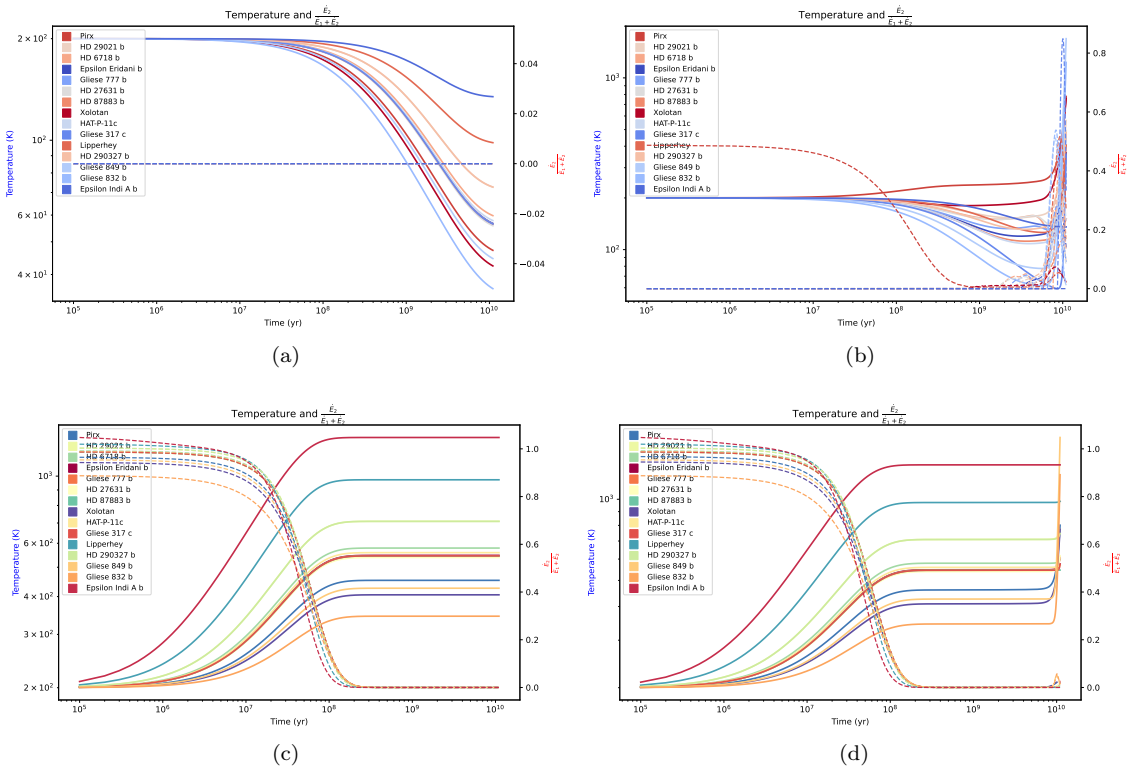 Temperature and Ė₂ / (Ė₁ + Ė₂)
Temperature and Ė₂ / (Ė₁ + Ė₂)
Pirx
HD 29021 b
HD 6718 b
Epsilon Eridani b
Gliese 777 b
HD 27631 b
HD 87883 b
Xolotan
HAT-P-11c
Gliese 317 c
Lipperhey
HD 290327 b
Gliese 849 b
Gliese 832 b
Epsilon Indi A b
2 × 10²
10²
6 × 10¹
4 × 10¹
Temperature (K)
0.04
0.02
0.00
−0.02
−0.04
Ė₂ / (Ė₁ + Ė₂)
10⁵ 10⁶ 10⁷ 10⁸ 10⁹ 10¹⁰
Time (yr)
(a)
Pirx
HD 29021 b
HD 6718 b
Epsilon Eridani b
Gliese 777 b
HD 27631 b
HD 87883 b
Xolotan
HAT-P-11c
Gliese 317 c
Lipperhey
HD 290327 b
Gliese 849 b
Gliese 832 b
Epsilon Indi A b
10³
10²
Temperature (K)
0.8
0.6
0.4
0.2
0.0
Ė₂ / (Ė₁ + Ė₂)
10⁵ 10⁶ 10⁷ 10⁸ 10⁹ 10¹⁰
Time (yr)
(b)
Temperature and Ė₂ / (Ė₁ + Ė₂)
Temperature and Ė₂ / (Ė₁ + Ė₂)
Pirx
HD 29021 b
HD 6718 b
Epsilon Eridani b
Gliese 777 b
HD 27631 b
HD 87883 b
Xolotan
HAT-P-11c
Gliese 317 c
Lipperhey
HD 290327 b
Gliese 849 b
Gliese 832 b
Epsilon Indi A b
10³
6 × 10²
4 × 10²
3 × 10²
2 × 10²
Temperature (K)
1.0
0.8
0.6
0.4
0.2
0.0
Ė₂ / (Ė₁ + Ė₂)
10⁵ 10⁶ 10⁷ 10⁸ 10⁹ 10¹⁰
Time (yr)
(c)
Pirx
HD 29021 b
HD 6718 b
Epsilon Eridani b
Gliese 777 b
HD 27631 b
HD 87883 b
Xolotan
HAT-P-11c
Gliese 317 c
Lipperhey
HD 290327 b
Gliese 849 b
Gliese 832 b
Epsilon Indi A b
10³
Temperature (K)
1.0
0.8
0.6
0.4
0.2
0.0
Ė₂ / (Ė₁ + Ė₂)
10⁵ 10⁶ 10⁷ 10⁸ 10⁹ 10¹⁰
Time (yr)
(d)